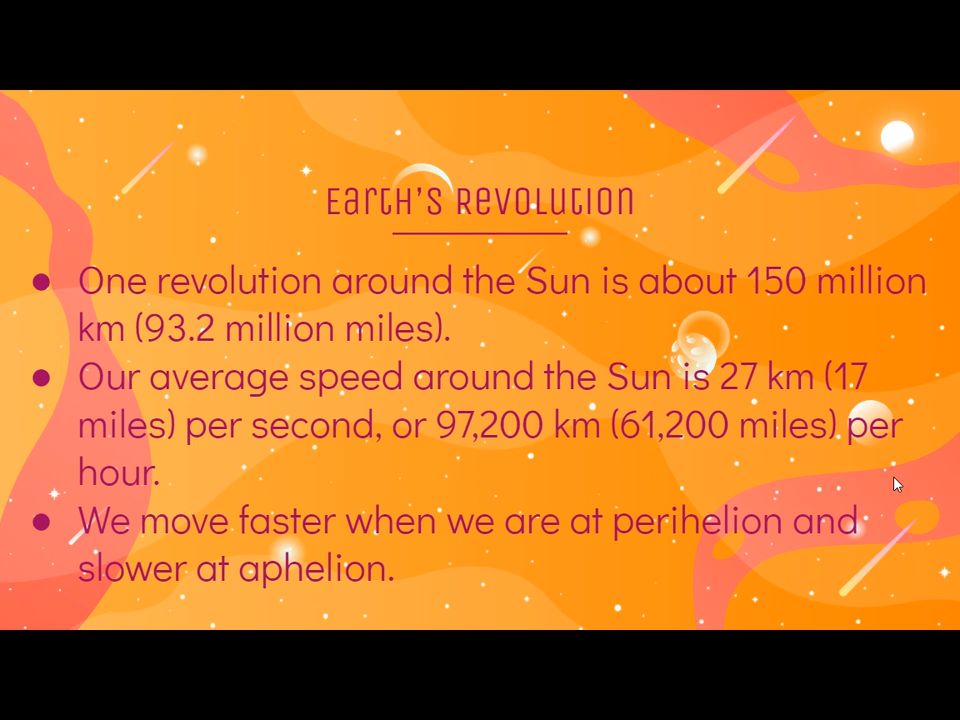 Earth's Revolution
● One revolution around the Sun is about 150 million
km (93.2 million miles).
● Our average speed around the Sun is 27 km (17
miles) per second, or 97,200 km (61,200 miles) per
hour.
● We move faster when we are at perihelion and
slower at aphelion.